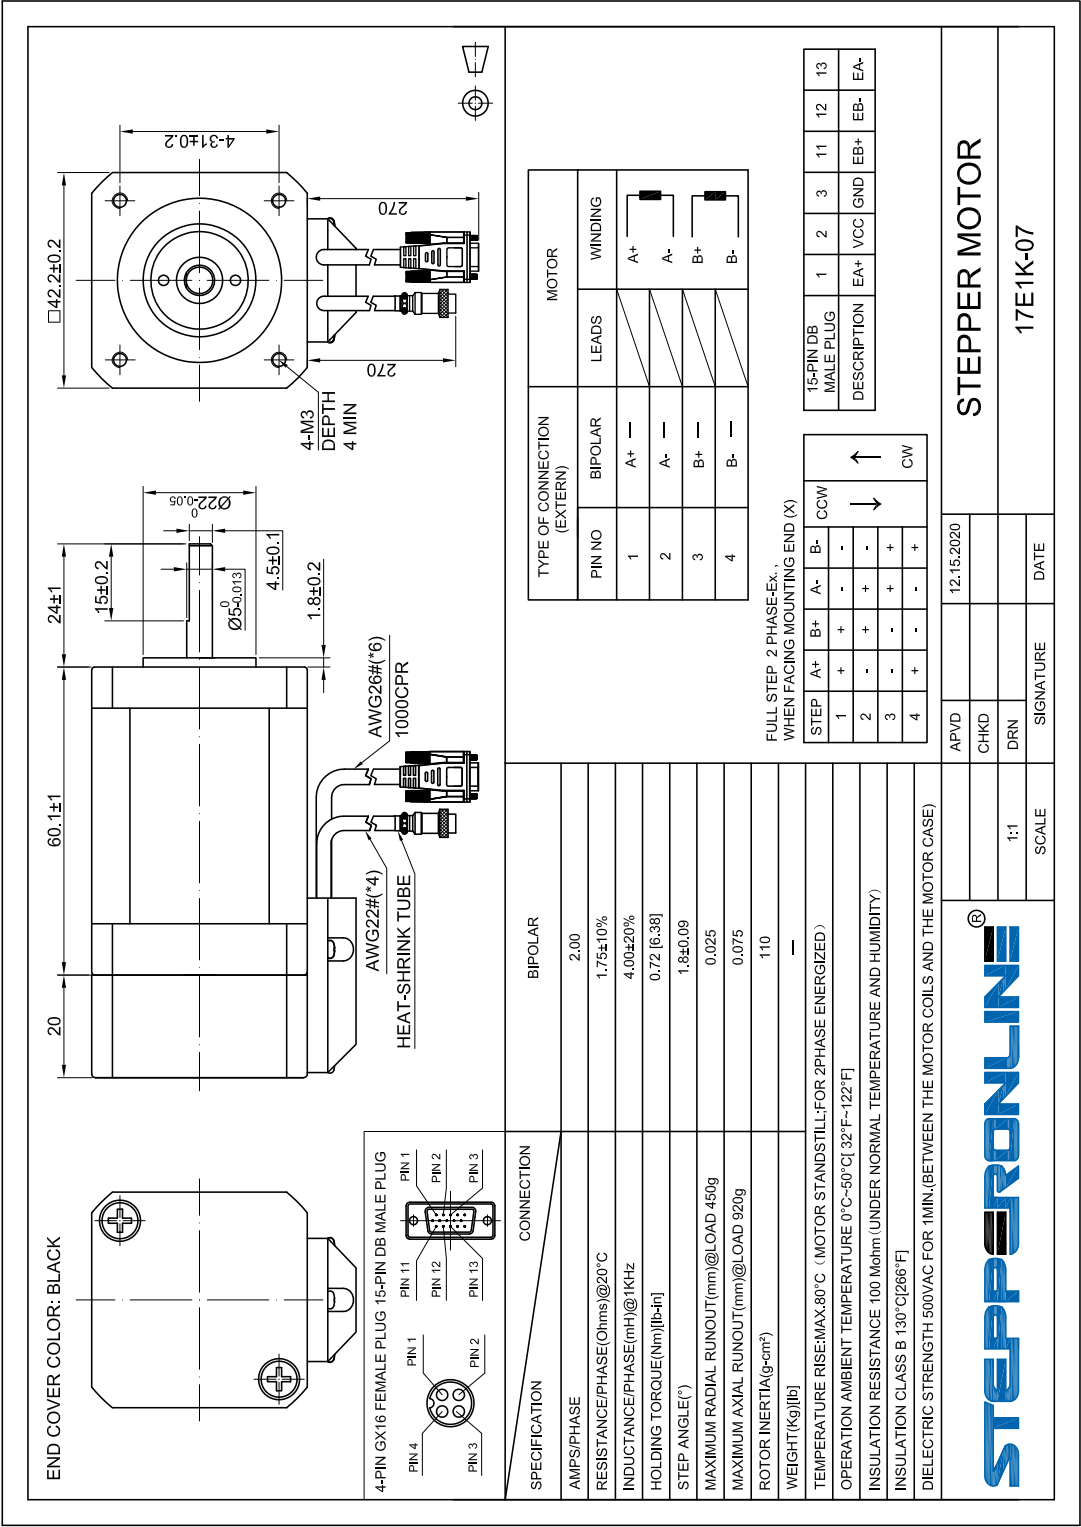 END COVER COLOR: BLACK
20
60.1±1
24±1
15±0.2
Ø22 0 -0.05
Ø5 0 -0.013
4.5±0.1
1.8±0.2
AWG26#(*6)
1000CPR
AWG22#(*4)
HEAT-SHRINK TUBE
□42.2±0.2
4-31±0.2
270
270
4-M3
DEPTH
4 MIN
4-PIN GX16 FEMALE PLUG 15-PIN DB MALE PLUG
PIN 1
PIN 2
PIN 3
PIN 4
PIN 1
PIN 2
PIN 3
PIN 11
PIN 12
PIN 13
SPECIFICATION CONNECTION BIPOLAR
AMPS/PHASE 2.00
RESISTANCE/PHASE(Ohms)@20°C 1.75±10%
INDUCTANCE/PHASE(mH)@1KHz 4.00±20%
HOLDING TORQUE(Nm)[lb-in] 0.72 [6.38]
STEP ANGLE(°) 1.8±0.09
MAXIMUM RADIAL RUNOUT(mm)@LOAD 450g 0.025
MAXIMUM AXIAL RUNOUT(mm)@LOAD 920g 0.075
ROTOR INERTIA(g-cm²) 110
WEIGHT(Kg)[lb] —
TEMPERATURE RISE:MAX.80°C (MOTOR STANDSTILL;FOR 2PHASE ENERGIZED)
OPERATION AMBIENT TEMPERATURE 0°C~50°C[ 32°F~122°F]
INSULATION RESISTANCE 100 Mohm(UNDER NORMAL TEMPERATURE AND HUMIDITY)
INSULATION CLASS B 130°C[266°F]
DIELECTRIC STRENGTH 500VAC FOR 1MIN.(BETWEEN THE MOTOR COILS AND THE MOTOR CASE)
TYPE OF CONNECTION (EXTERN) MOTOR
PIN NO BIPOLAR LEADS WINDING
1 A+ — A+
2 A- — A-
3 B+ — B+
4 B- — B-
FULL STEP 2 PHASE-Ex. ,
WHEN FACING MOUNTING END (X)
STEP A+ B+ A- B- CCW
1 + + - -
2 - + + -
3 - - + +
4 + - - + CW
15-PIN DB
MALE PLUG 1 2 3 11 12 13
DESCRIPTION EA+ VCC GND EB+ EB- EA-
STEPPERONLINE ®
APVD 12.15.2020
CHKD
1:1 DRN
SCALE SIGNATURE DATE
STEPPER MOTOR
17E1K-07